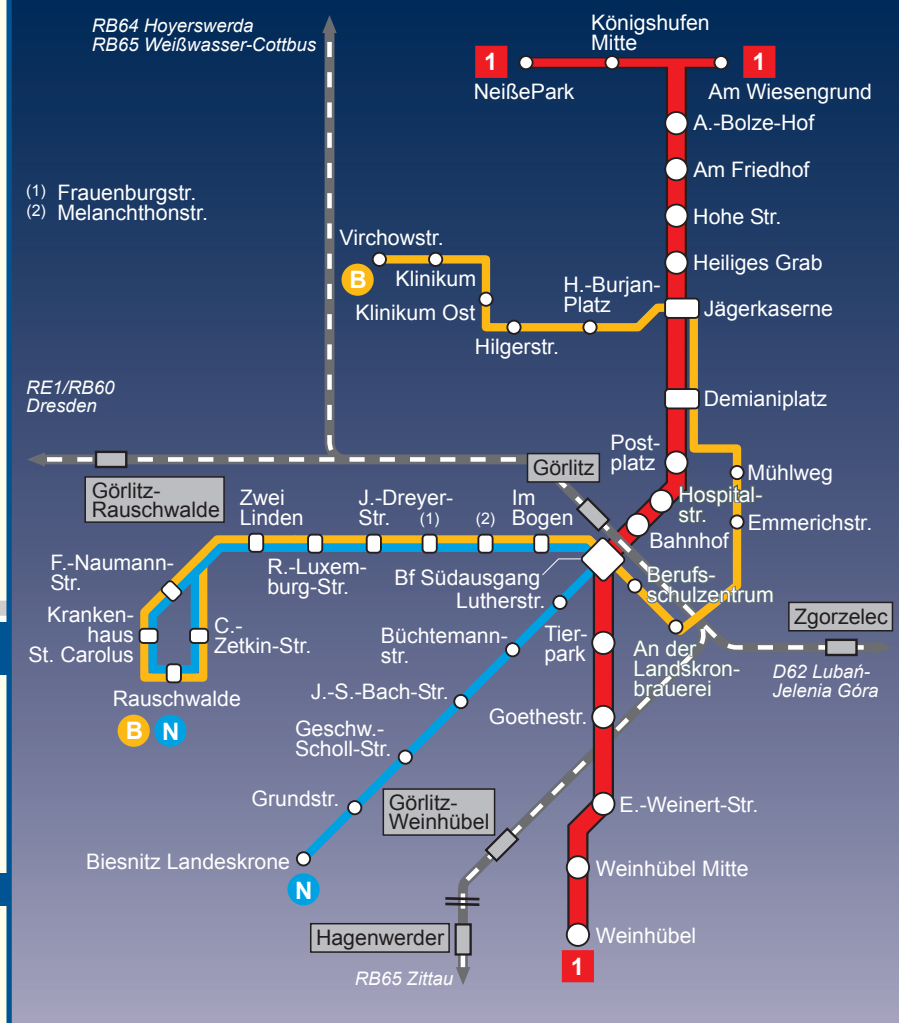 RB64 Hoyerswerda
RB65 Weißwasser-Cottbus
Königshufen
Mitte
1
1
NeißePark
Am Wiesengrund
A.-Bolze-Hof
Am Friedhof
(1) Frauenburgstr.
(2) Melanchthonstr.
Hohe Str.
Virchowstr.
Heiliges Grab
B
Klinikum
H.-Burjan-
Platz
Klinikum Ost
Jägerkaserne
Hilgerstr.
RE1/RB60
Dresden
Demianiplatz
Post-
platz
Görlitz
Mühlweg
Görlitz-
Rauschwalde
Zwei
Linden
J.-Dreyer-
Str.
(1)
(2)
Im
Bogen
Hospital-
str.
Emmerichstr.
Bahnhof
F.-Naumann-
Str.
R.-Luxem-
burg-Str.
Bf Südausgang
Lutherstr.
Berufs-
schulzentrum
Kranken-
haus
St. Carolus
C.-
Zetkin-Str.
Büchtemann-
str.
Tier-
park
An der
Landskron-
brauerei
Zgorzelec
D62 Lubań-
Jelenia Góra
Rauschwalde
B
N
J.-S.-Bach-Str.
Goethestr.
Geschw.-
Scholl-Str.
Grundstr.
Görlitz-
Weinhübel
E.-Weinert-Str.
Biesnitz Landeskrone
N
Weinhübel Mitte
Hagenwerder
Weinhübel
RB65 Zittau
1